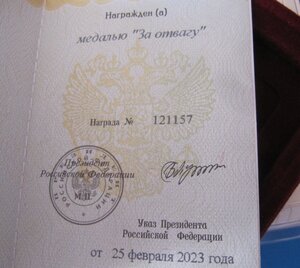 Награжден (а)
медалью "За отвагу"
Награда № 121157
Президент
Российской Федерации
М.П.
Указ Президента
Российской Федерации
от 25 февраля 2023 года